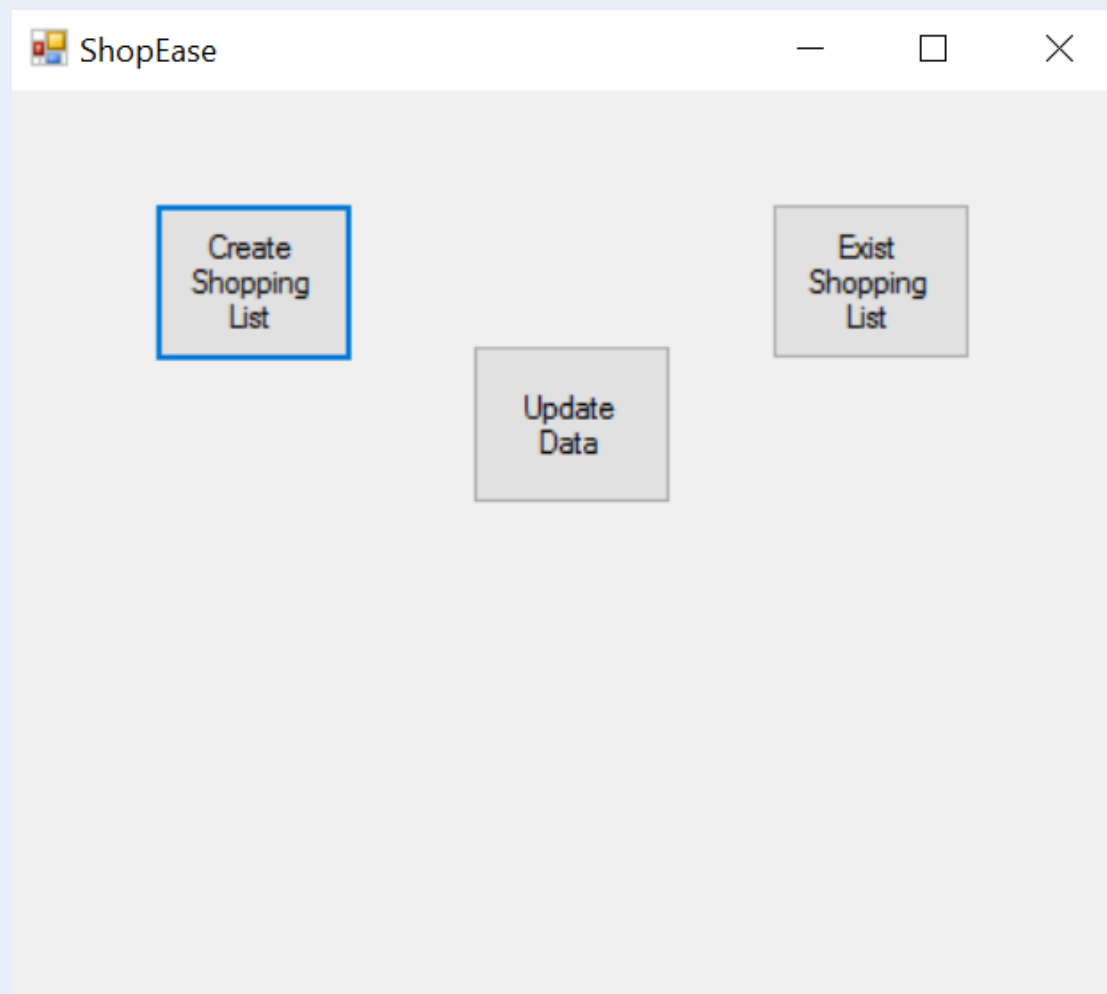 ShopEase
Create
Shopping
List
Exist
Shopping
List
Update
Data